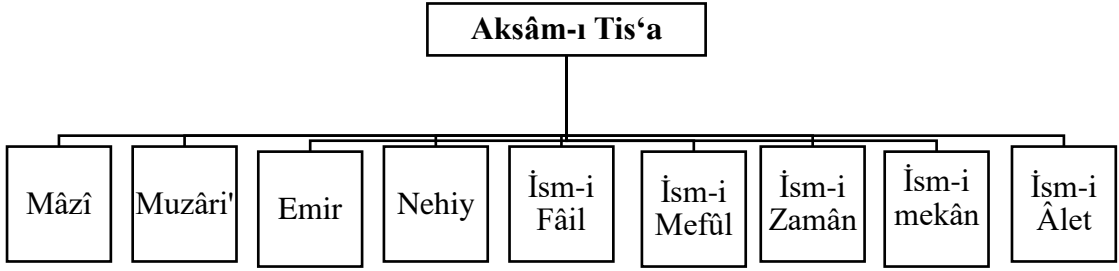 Aksâm-ı Tis‘a
Mâzî
Muzâri'
Emir
Nehiy
İsm-i
Fâil
İsm-i
Mefûl
İsm-i
Zamân
İsm-i
mekân
İsm-i
Âlet